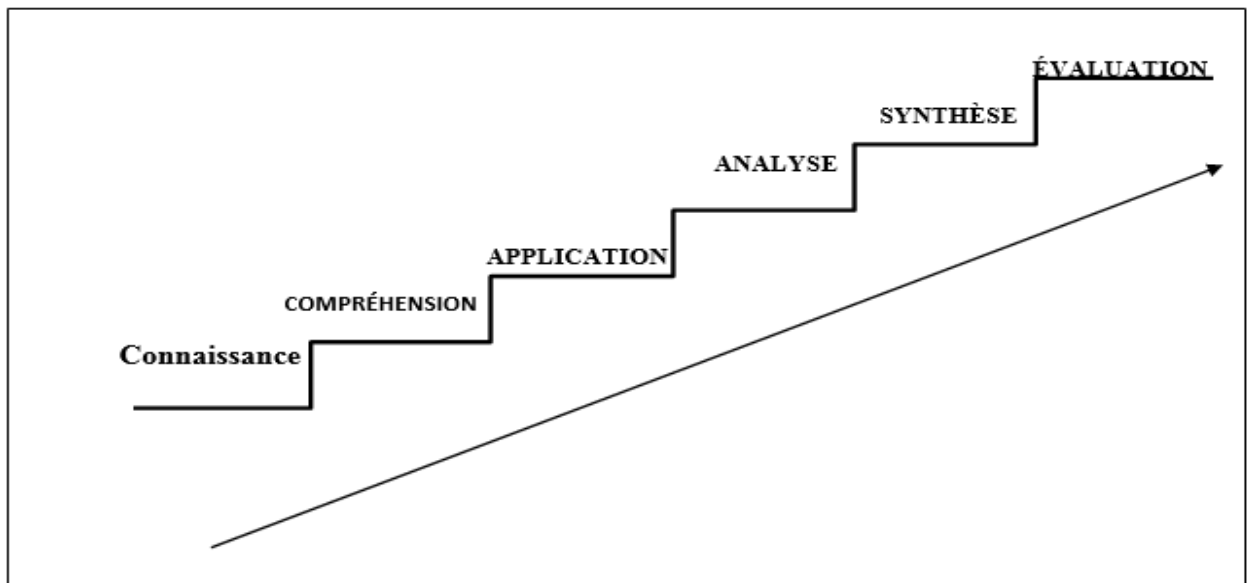 ÉVALUATION
SYNTHÈSE
ANALYSE
APPLICATION
COMPRÉHENSION
Connaissance